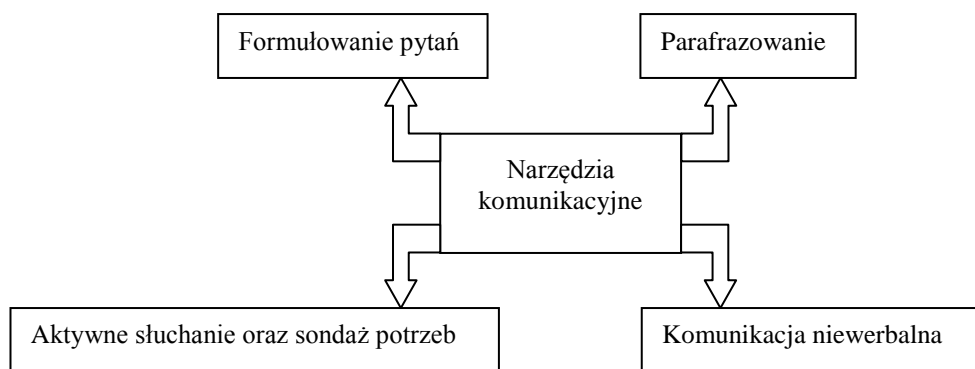 Formułowanie pytań
Parafrazowanie
Narzędzia
komunikacyjne
Aktywne słuchanie oraz sondaż potrzeb
Komunikacja niewerbalna